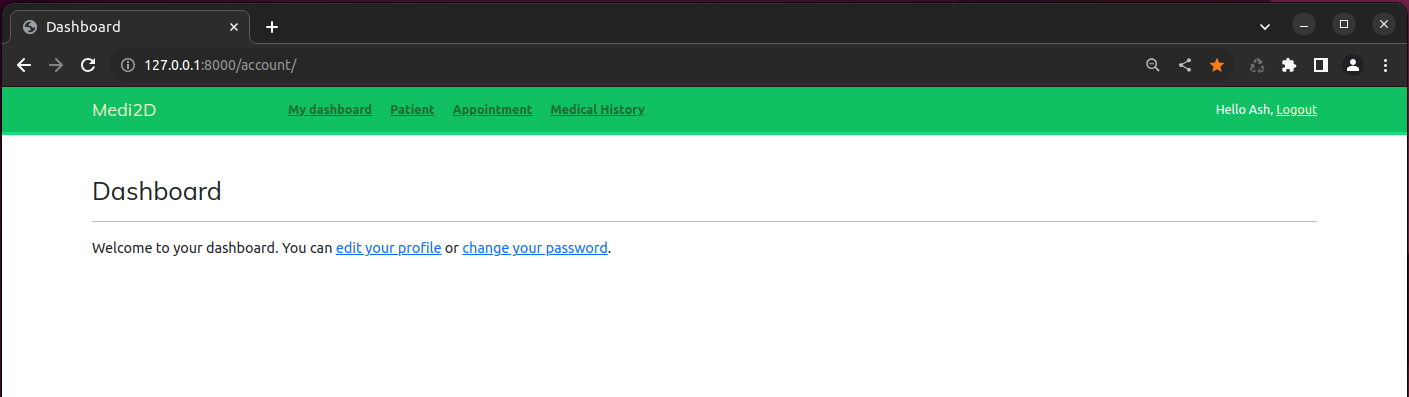 Dashboard
127.0.0.1:8000/account/
Medi2D My dashboard Patient Appointment Medical History Hello Ash, Logout
Dashboard
Welcome to your dashboard. You can edit your profile or change your password.